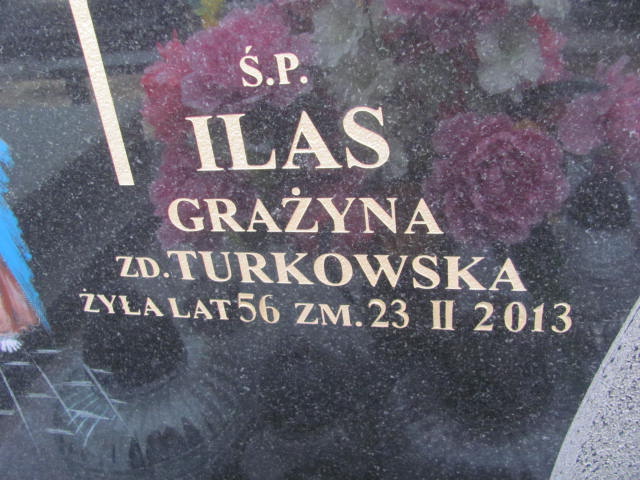 Ś.P.
ILAS
GRAŻYNA
ZD. TURKOWSKA
ŻYŁA LAT 56 ZM. 23 II 2013